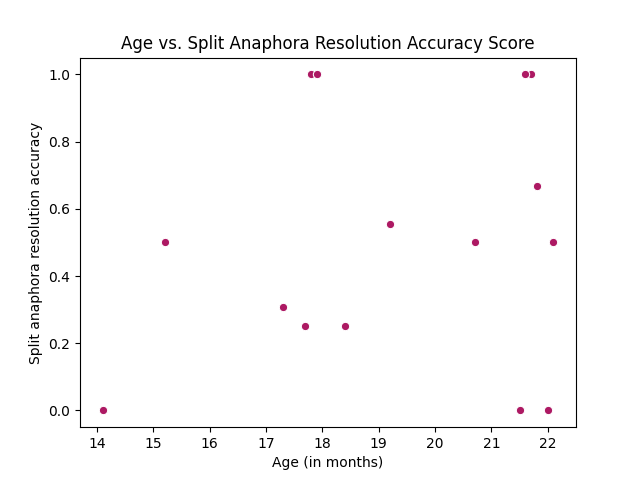 Age vs. Split Anaphora Resolution Accuracy Score
1.0
0.8
0.6
0.4
0.2
0.0
Split anaphora resolution accuracy
14 15 16 17 18 19 20 21 22
Age (in months)